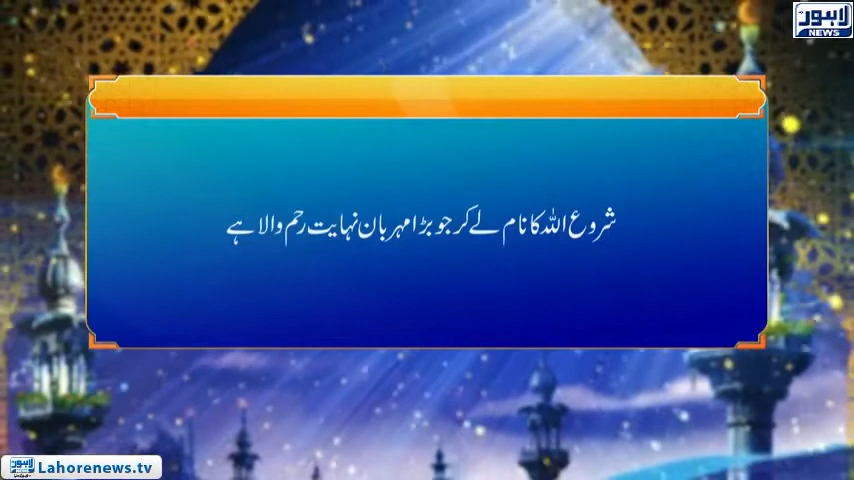 لاہور
NEWS
شروع اللہ کا نام لے کر جو بڑا مہربان نہایت رحم والا ہے
لاہور
Lahorenews.tv